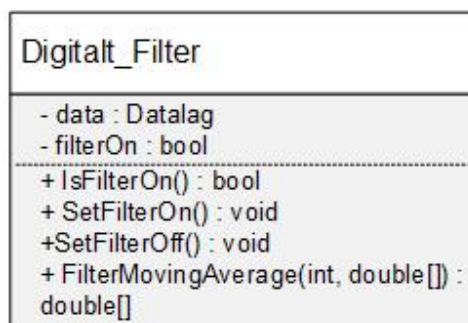 Digitalt_Filter
- data : Datalag
- filterOn : bool
+ IsFilterOn() : bool
+ SetFilterOn() : void
+SetFilterOff() : void
+ FilterMovingAverage(int, double[]) :
double[]